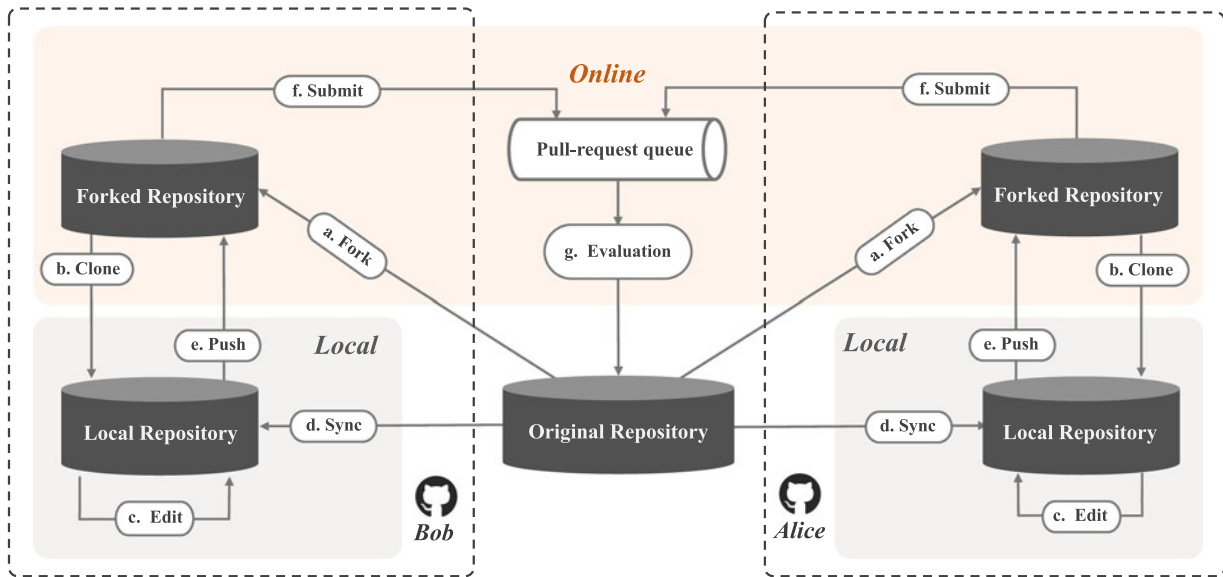 Online
f. Submit
f. Submit
Pull-request queue
Forked Repository
Forked Repository
a. Fork
g. Evaluation
a. Fork
b. Clone
b. Clone
e. Push
Local
Local
e. Push
Local Repository
d. Sync
Original Repository
d. Sync
Local Repository
c. Edit
Bob
Alice
c. Edit